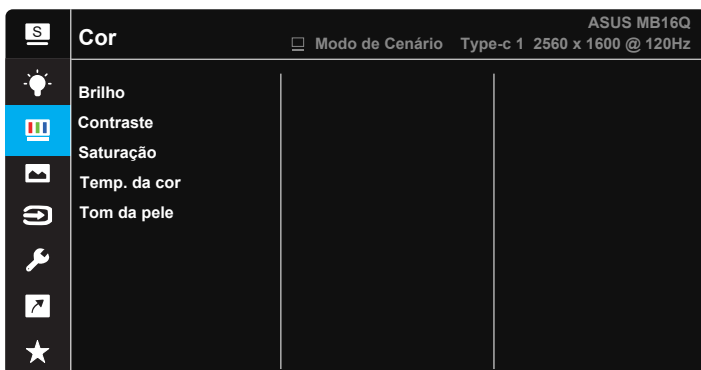 S
Cor
ASUS MB16Q
Modo de Cenário Type-c 1 2560 x 1600 @ 120Hz
Brilho
Contraste
Saturação
Temp. da cor
Tom da pele